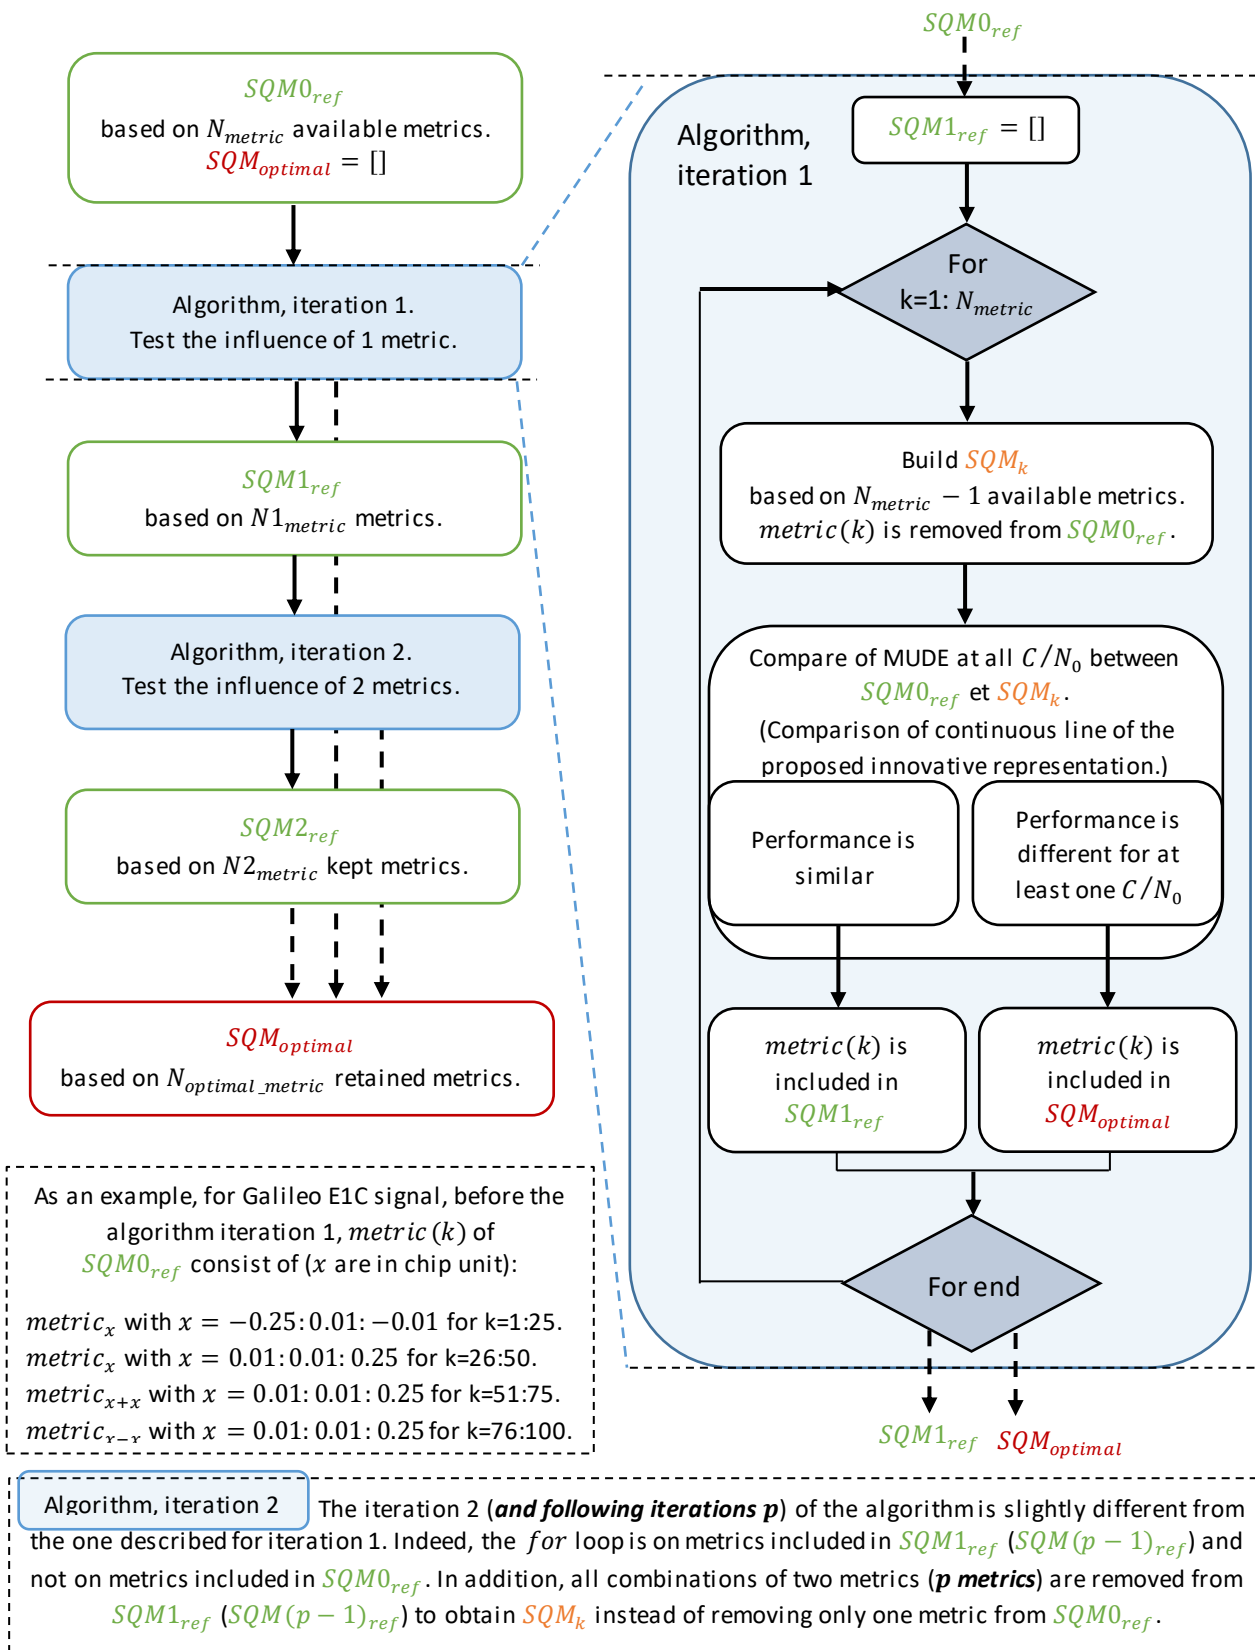 SQM0_ref
based on N_metric available metrics.
SQM_optimal = []
Algorithm, iteration 1.
Test the influence of 1 metric.
SQM1_ref
based on N1_metric metrics.
Algorithm, iteration 2.
Test the influence of 2 metrics.
SQM2_ref
based on N2_metric kept metrics.
SQM_optimal
based on N_optimal_metric retained metrics.
As an example, for Galileo E1C signal, before the
algorithm iteration 1, metric(k) of
SQM0_ref consist of (x are in chip unit):
metric_x with x = −0.25: 0.01: −0.01 for k=1:25.
metric_x with x = 0.01: 0.01: 0.25 for k=26:50.
metric_x+x with x = 0.01: 0.01: 0.25 for k=51:75.
metric_x−x with x = 0.01: 0.01: 0.25 for k=76:100.
SQM0_ref
Algorithm,
iteration 1
SQM1_ref = []
For
k=1: N_metric
Build SQM_k
based on N_metric − 1 available metrics.
metric(k) is removed from SQM0_ref.
Compare of MUDE at all C/N_0 between
SQM0_ref et SQM_k.
(Comparison of continuous line of the
proposed innovative representation.)
Performance is
similar
Performance is
different for at
least one C/N_0
metric(k) is
included in
SQM1_ref
metric(k) is
included in
SQM_optimal
For end
SQM1_ref SQM_optimal
Algorithm, iteration 2 The iteration 2 (and following iterations p) of the algorithm is slightly different from
the one described for iteration 1. Indeed, the for loop is on metrics included in SQM1_ref (SQM(p − 1)_ref) and
not on metrics included in SQM0_ref. In addition, all combinations of two metrics (p metrics) are removed from
SQM1_ref (SQM(p − 1)_ref) to obtain SQM_k instead of removing only one metric from SQM0_ref.